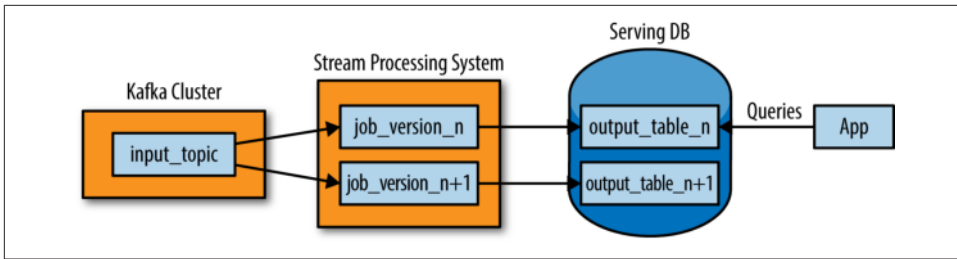 Serving DB
Stream Processing System
Kafka Cluster
job_version_n
output_table_n
Queries
App
input_topic
job_version_n+1
output_table_n+1